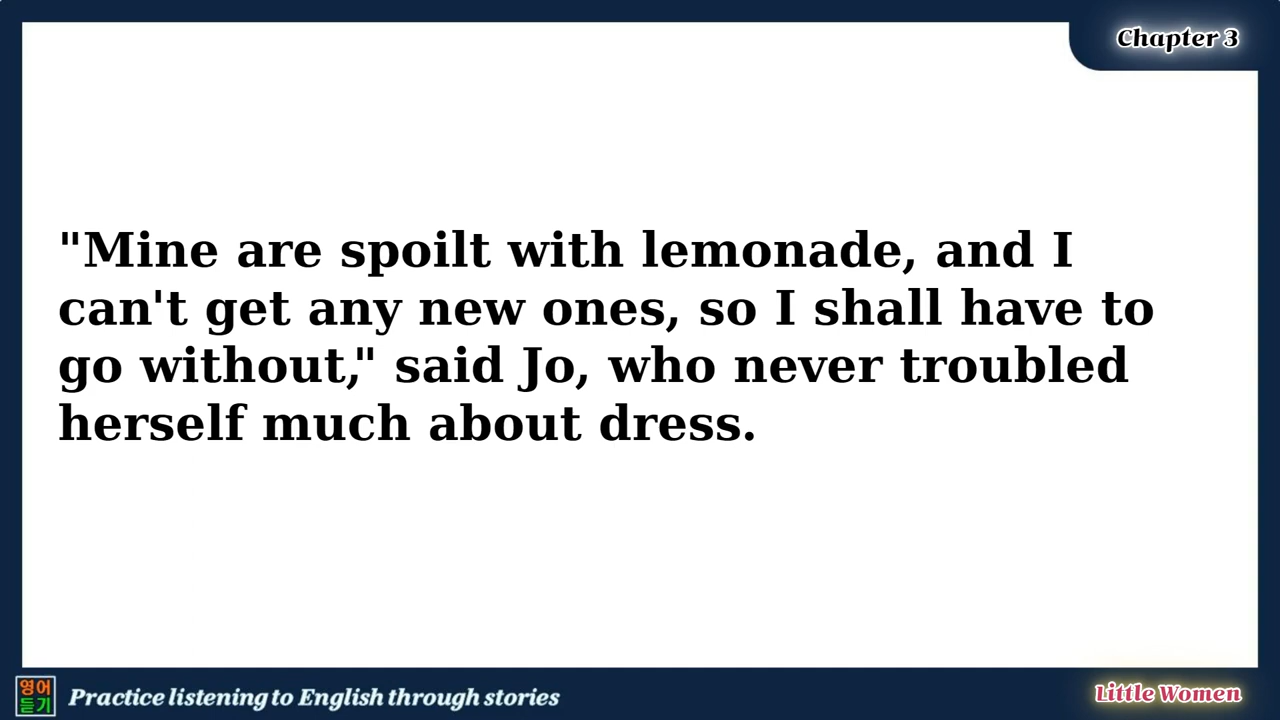 Chapter 3
"Mine are spoilt with lemonade, and I
can't get any new ones, so I shall have to
go without," said Jo, who never troubled
herself much about dress.
영어
듣기
Practice listening to English through stories
Little Women